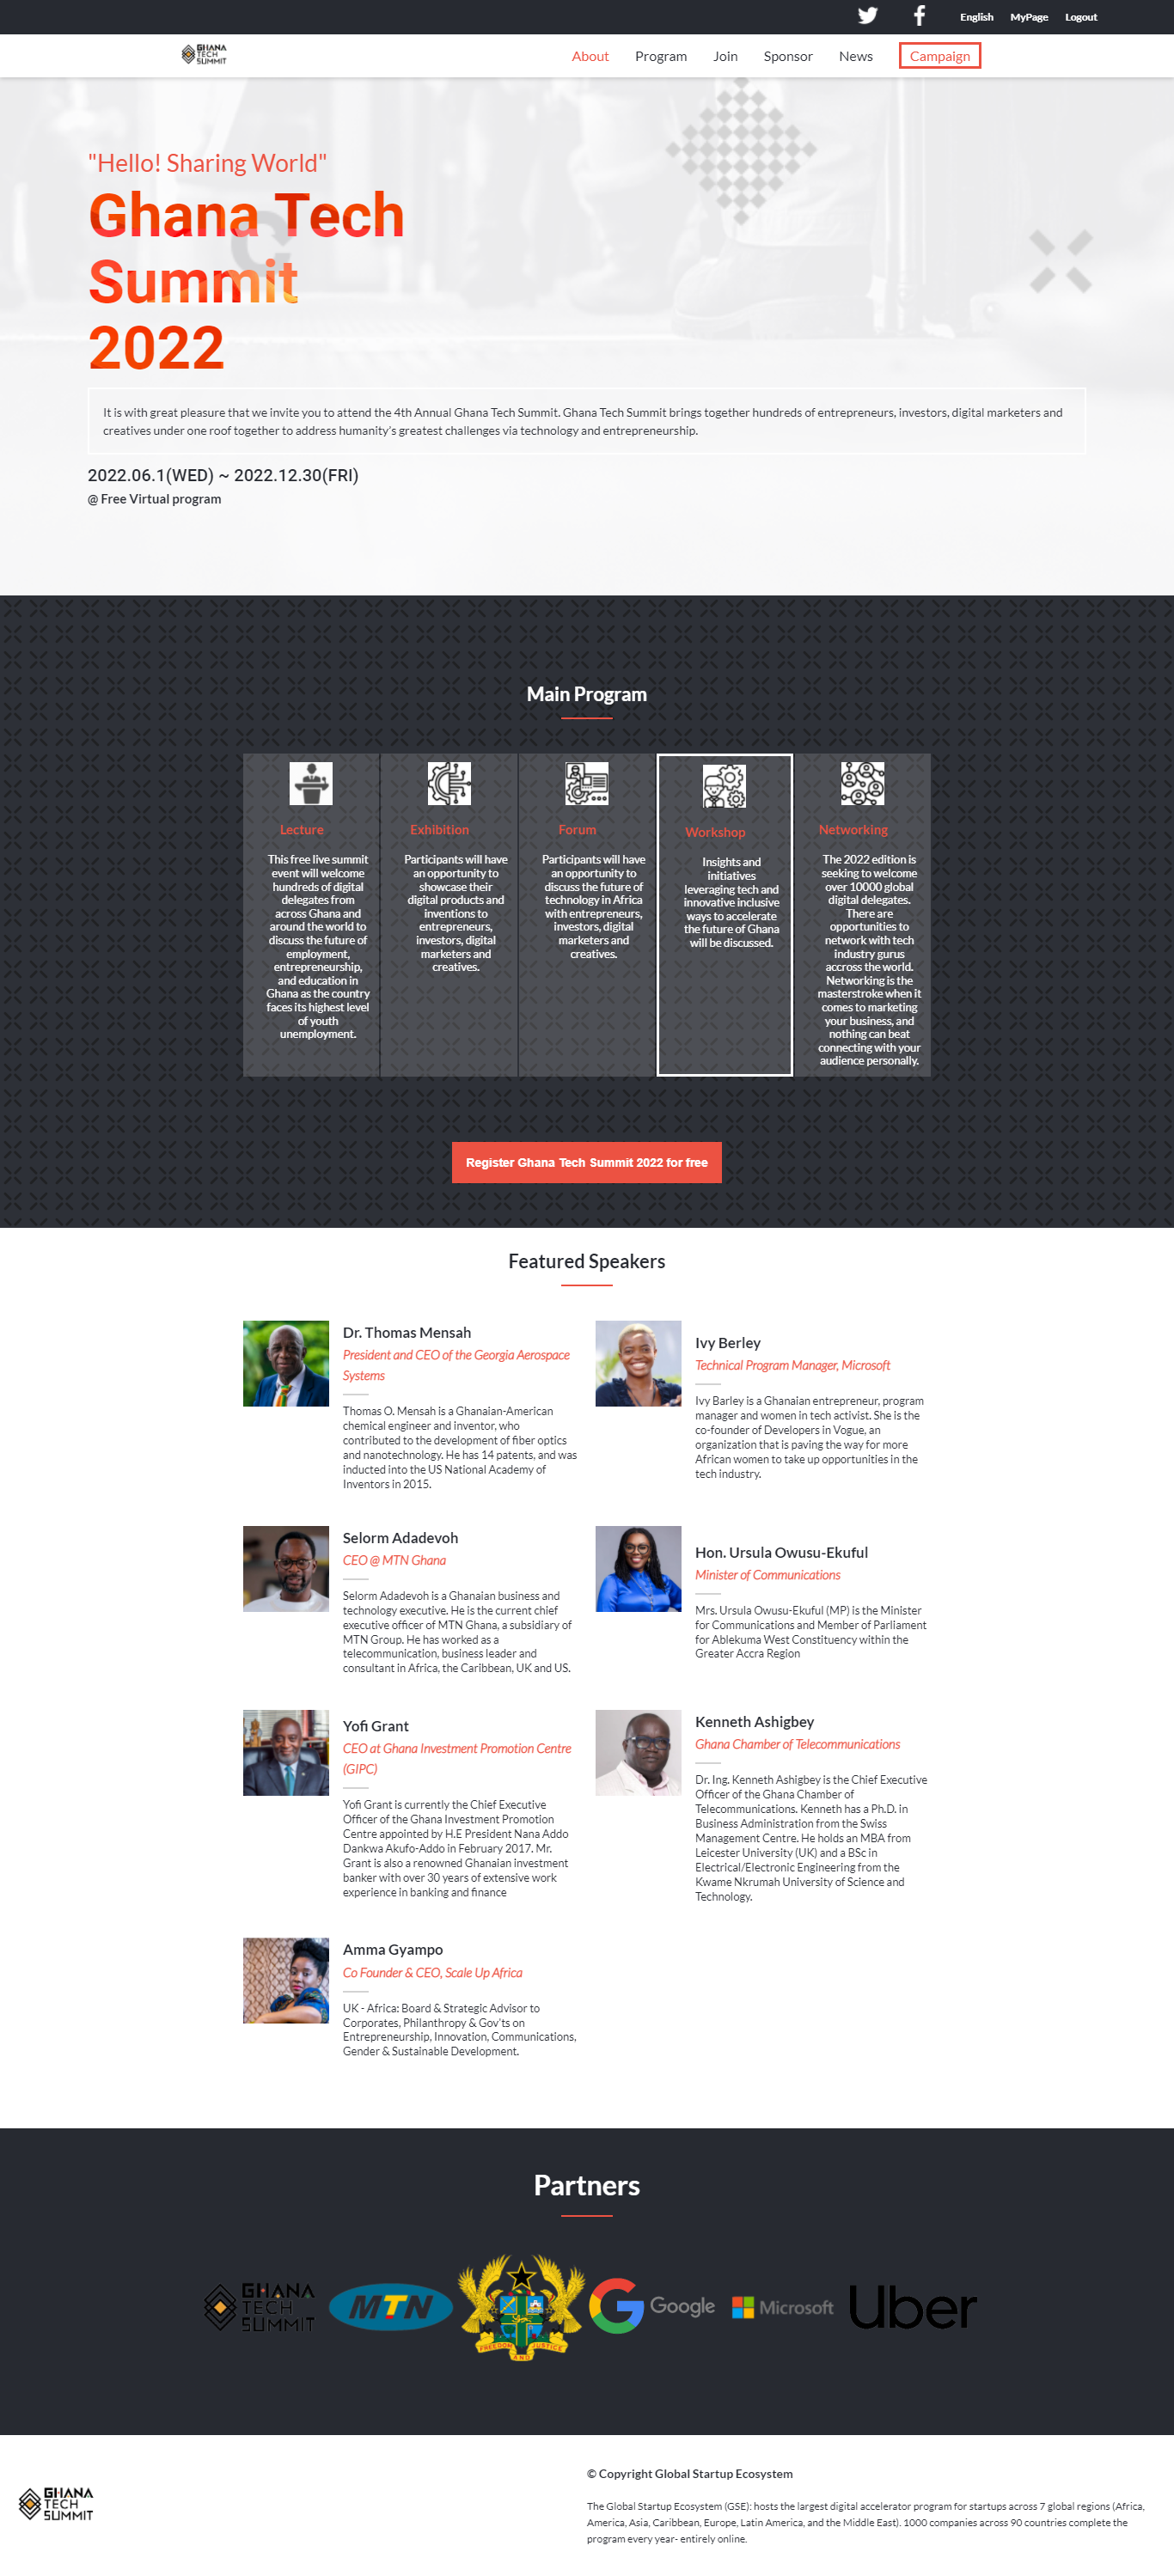 English MyPage Logout
GHANA
TECH
SUMMIT
About Program Join Sponsor News Campaign
"Hello! Sharing World"
Ghana Tech
Summit
2022
It is with great pleasure that we invite you to attend the 4th Annual Ghana Tech Summit. Ghana Tech Summit brings together hundreds of entrepreneurs, investors, digital marketers and
creatives under one roof together to address humanity's greatest challenges via technology and entrepreneurship.
2022.06.1(WED) ~ 2022.12.30(FRI)
@ Free Virtual program
Main Program
Lecture
This free live summit
event will welcome
hundreds of digital
delegates from
across Ghana and
around the world to
discuss the future of
employment,
entrepreneurship,
and education in
Ghana as the country
faces its highest level
of youth
unemployment.
Exhibition
Participants will have
an opportunity to
showcase their
digital products and
inventions to
entrepreneurs,
investors, digital
marketers and
creatives.
Forum
Participants will have
an opportunity to
discuss the future of
technology in Africa
with entrepreneurs,
investors, digital
marketers and
creatives.
Workshop
Insights and
initiatives
leveraging tech and
innovative inclusive
ways to accelerate
the future of Ghana
will be discussed.
Networking
The 2022 edition is
seeking to welcome
over 10000 global
digital delegates.
There are
opportunities to
network with tech
industry gurus
accross the world.
Networking is the
masterstroke when it
comes to marketing
your business, and
nothing can beat
connecting with your
audience personally.
Register Ghana Tech Summit 2022 for free
Featured Speakers
Dr. Thomas Mensah
President and CEO of the Georgia Aerospace
Systems
Thomas O. Mensah is a Ghanaian-American
chemical engineer and inventor, who
contributed to the development of fiber optics
and nanotechnology. He has 14 patents, and was
inducted into the US National Academy of
Inventors in 2015.
Ivy Berley
Technical Program Manager, Microsoft
Ivy Barley is a Ghanaian entrepreneur, program
manager and women in tech activist. She is the
co-founder of Developers in Vogue, an
organization that is paving the way for more
African women to take up opportunities in the
tech industry.
Selorm Adadevoh
CEO @ MTN Ghana
Selorm Adadevoh is a Ghanaian business and
technology executive. He is the current chief
executive officer of MTN Ghana, a subsidiary of
MTN Group. He has worked as a
telecommunication, business leader and
consultant in Africa, the Caribbean, UK and US.
Hon. Ursula Owusu-Ekuful
Minister of Communications
Mrs. Ursula Owusu-Ekuful (MP) is the Minister
for Communications and Member of Parliament
for Ablekuma West Constituency within the
Greater Accra Region
Yofi Grant
CEO at Ghana Investment Promotion Centre
(GIPC)
Yofi Grant is currently the Chief Executive
Officer of the Ghana Investment Promotion
Centre appointed by H.E President Nana Addo
Dankwa Akufo-Addo in February 2017. Mr.
Grant is also a renowned Ghanaian investment
banker with over 30 years of extensive work
experience in banking and finance
Kenneth Ashigbey
Ghana Chamber of Telecommunications
Dr. Ing. Kenneth Ashigbey is the Chief Executive
Officer of the Ghana Chamber of
Telecommunications. Kenneth has a Ph.D. in
Business Administration from the Swiss
Management Centre. He holds an MBA from
Leicester University (UK) and a BSc in
Electrical/Electronic Engineering from the
Kwame Nkrumah University of Science and
Technology.
Amma Gyampo
Co Founder & CEO, Scale Up Africa
UK - Africa: Board & Strategic Advisor to
Corporates, Philanthropy & Gov'ts on
Entrepreneurship, Innovation, Communications,
Gender & Sustainable Development.
Partners
GHANA
TECH
SUMMIT
MTN
FREEDOM AND JUSTICE
Google
Microsoft
Uber
GHANA
TECH
SUMMIT
© Copyright Global Startup Ecosystem
The Global Startup Ecosystem (GSE): hosts the largest digital accelerator program for startups across 7 global regions (Africa,
America, Asia, Caribbean, Europe, Latin America, and the Middle East). 1000 companies across 90 countries complete the
program every year- entirely online.